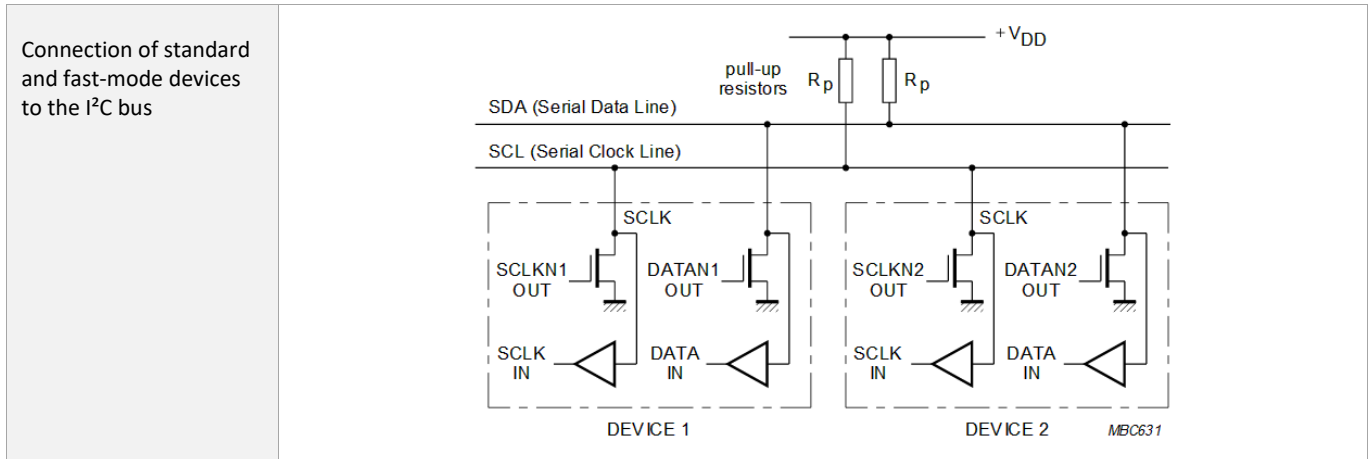 Connection of standard
and fast-mode devices
to the I²C bus
+VDD
pull-up
resistors
Rp
Rp
SDA (Serial Data Line)
SCL (Serial Clock Line)
SCLK
SCLKN1
OUT
DATAN1
OUT
SCLK
IN
DATA
IN
DEVICE 1
SCLK
SCLKN2
OUT
DATAN2
OUT
SCLK
IN
DATA
IN
DEVICE 2
MBC631